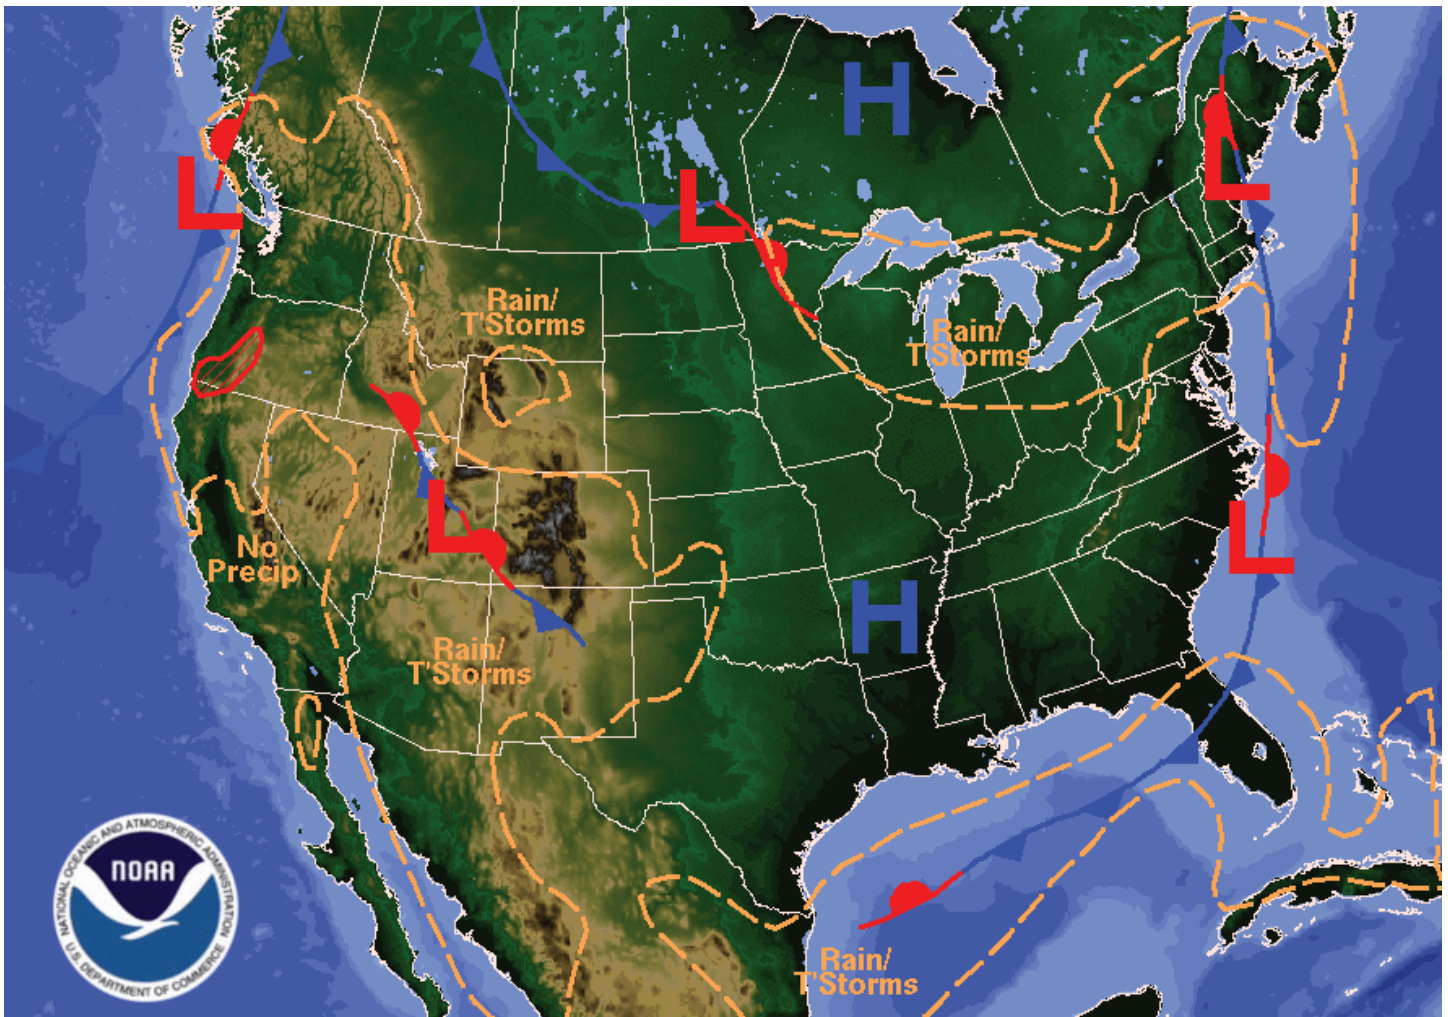 H
L
L
L
Rain/
T'Storms
Rain/
T'Storms
L
L
No
Precip
H
Rain/
T'Storms
NATIONAL OCEANIC AND ATMOSPHERIC ADMINISTRATION
NOAA
U.S. DEPARTMENT OF COMMERCE
Rain/
T'Storms